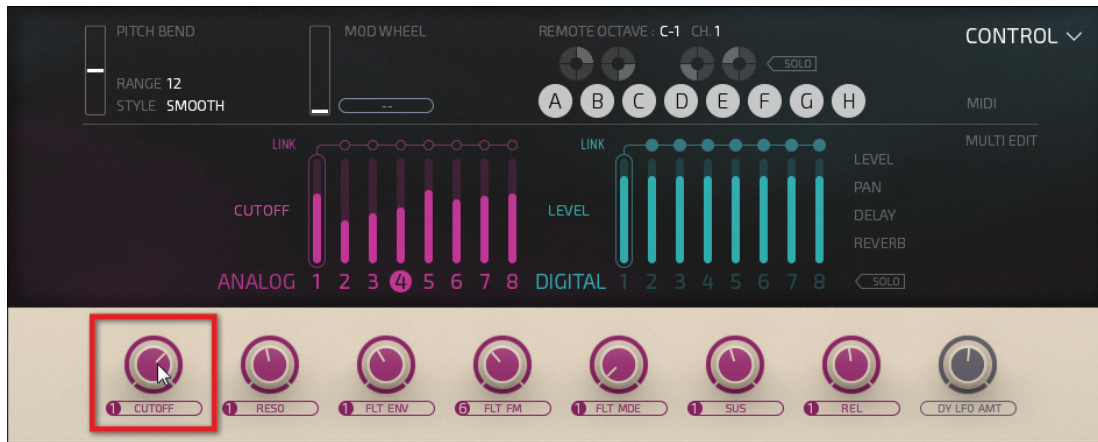 PITCH BEND
MOD WHEEL
REMOTE OCTAVE : C-1 CH. 1
CONTROL
SOLO
RANGE 12
STYLE SMOOTH
--
A B C D E F G H
MIDI
LINK
LINK
MULTI EDIT
LEVEL
PAN
CUTOFF
LEVEL
DELAY
REVERB
ANALOG 1 2 3 4 5 6 7 8
DIGITAL 1 2 3 4 5 6 7 8
SOLO
1 CUTOFF
1 RESO
1 FLT ENV
6 FLT FM
1 FLT MDE
1 SUS
1 REL
DY LFO AMT